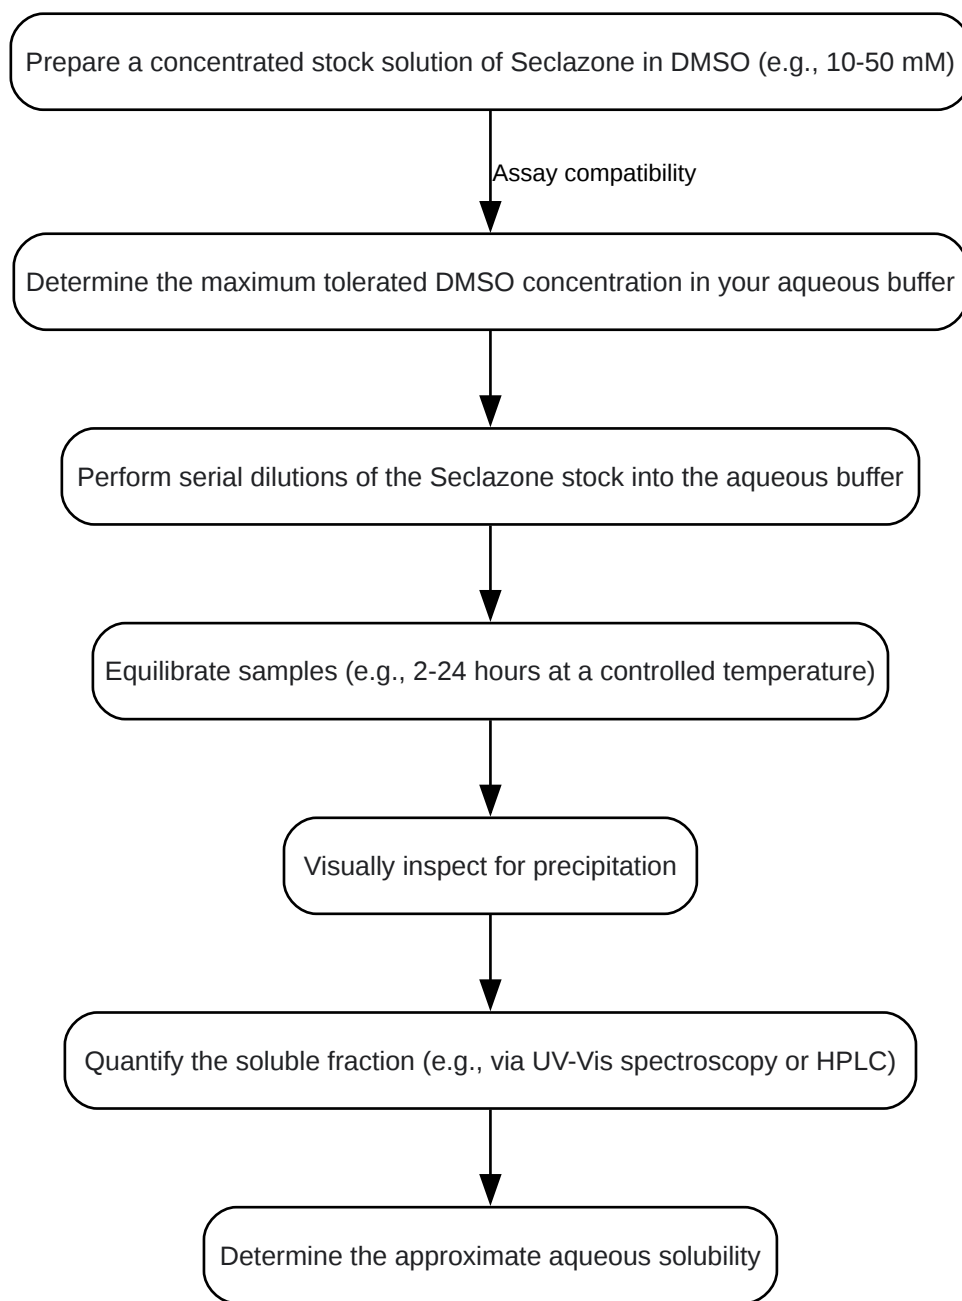 Prepare a concentrated stock solution of Seclazone in DMSO (e.g., 10-50 mM)
Assay compatibility
Determine the maximum tolerated DMSO concentration in your aqueous buffer
Perform serial dilutions of the Seclazone stock into the aqueous buffer
Equilibrate samples (e.g., 2-24 hours at a controlled temperature)
Visually inspect for precipitation
Quantify the soluble fraction (e.g., via UV-Vis spectroscopy or HPLC)
Determine the approximate aqueous solubility